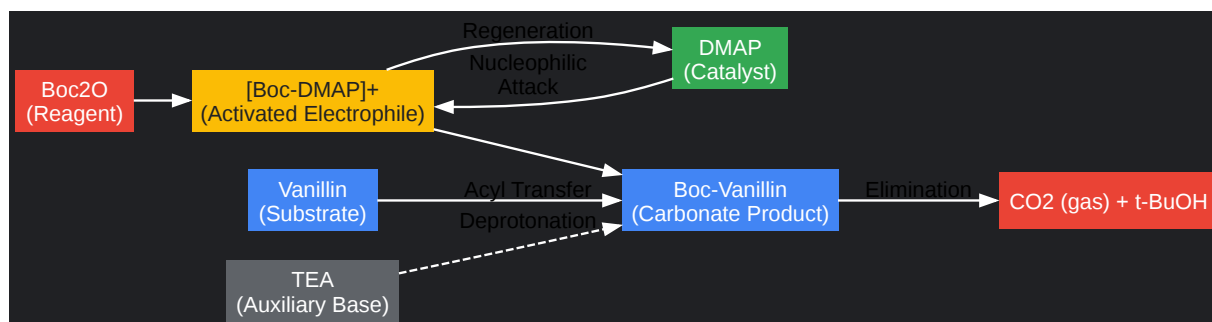 Regeneration
DMAP
(Catalyst)
Nucleophilic
Attack
Boc2O
(Reagent)
[Boc-DMAP]+
(Activated Electrophile)
Vanillin
(Substrate)
Acyl Transfer
Boc-Vanillin
(Carbonate Product)
Elimination
CO2 (gas) + t-BuOH
Deprotonation
TEA
(Auxiliary Base)